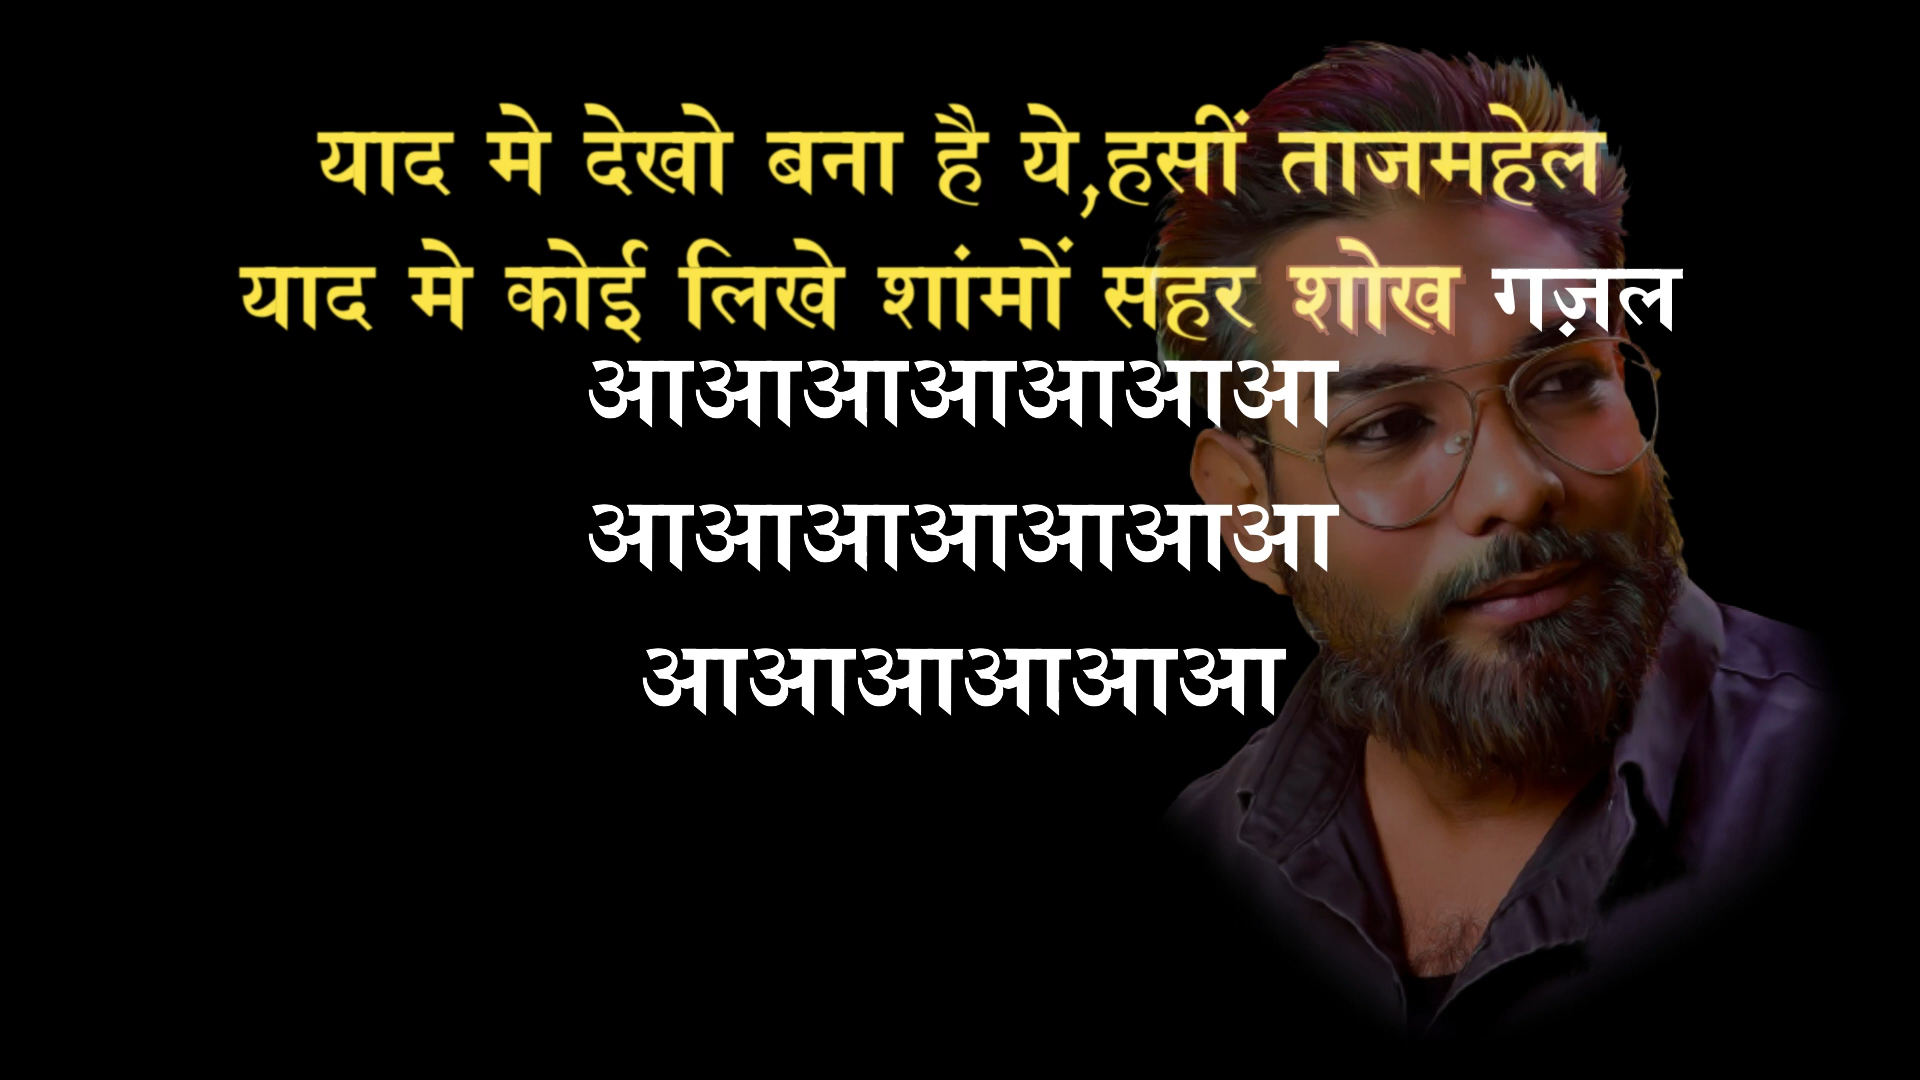 याद मे देखो बना है ये,हसीं ताजमहेल
याद मे कोई लिखे शांमों सहर शोख गज़ल
आआआआआआआ
आआआआआआआ
आआआआआआ